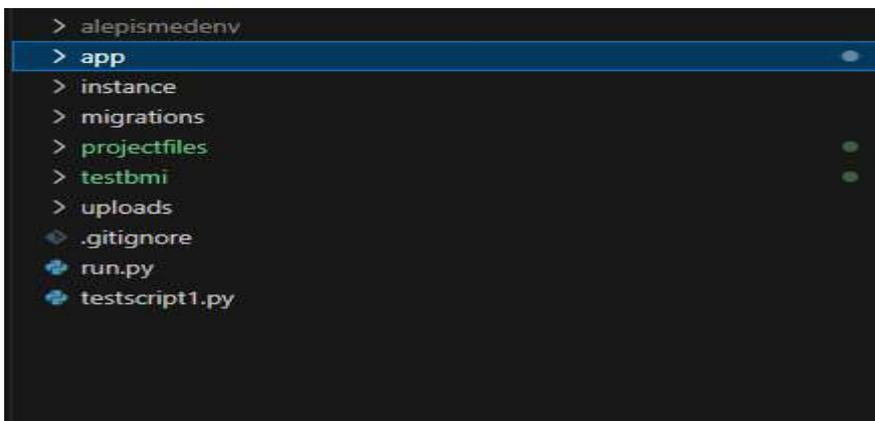 alepismedenv
app
instance
migrations
projectfiles
testbmi
uploads
.gitignore
run.py
testscript1.py